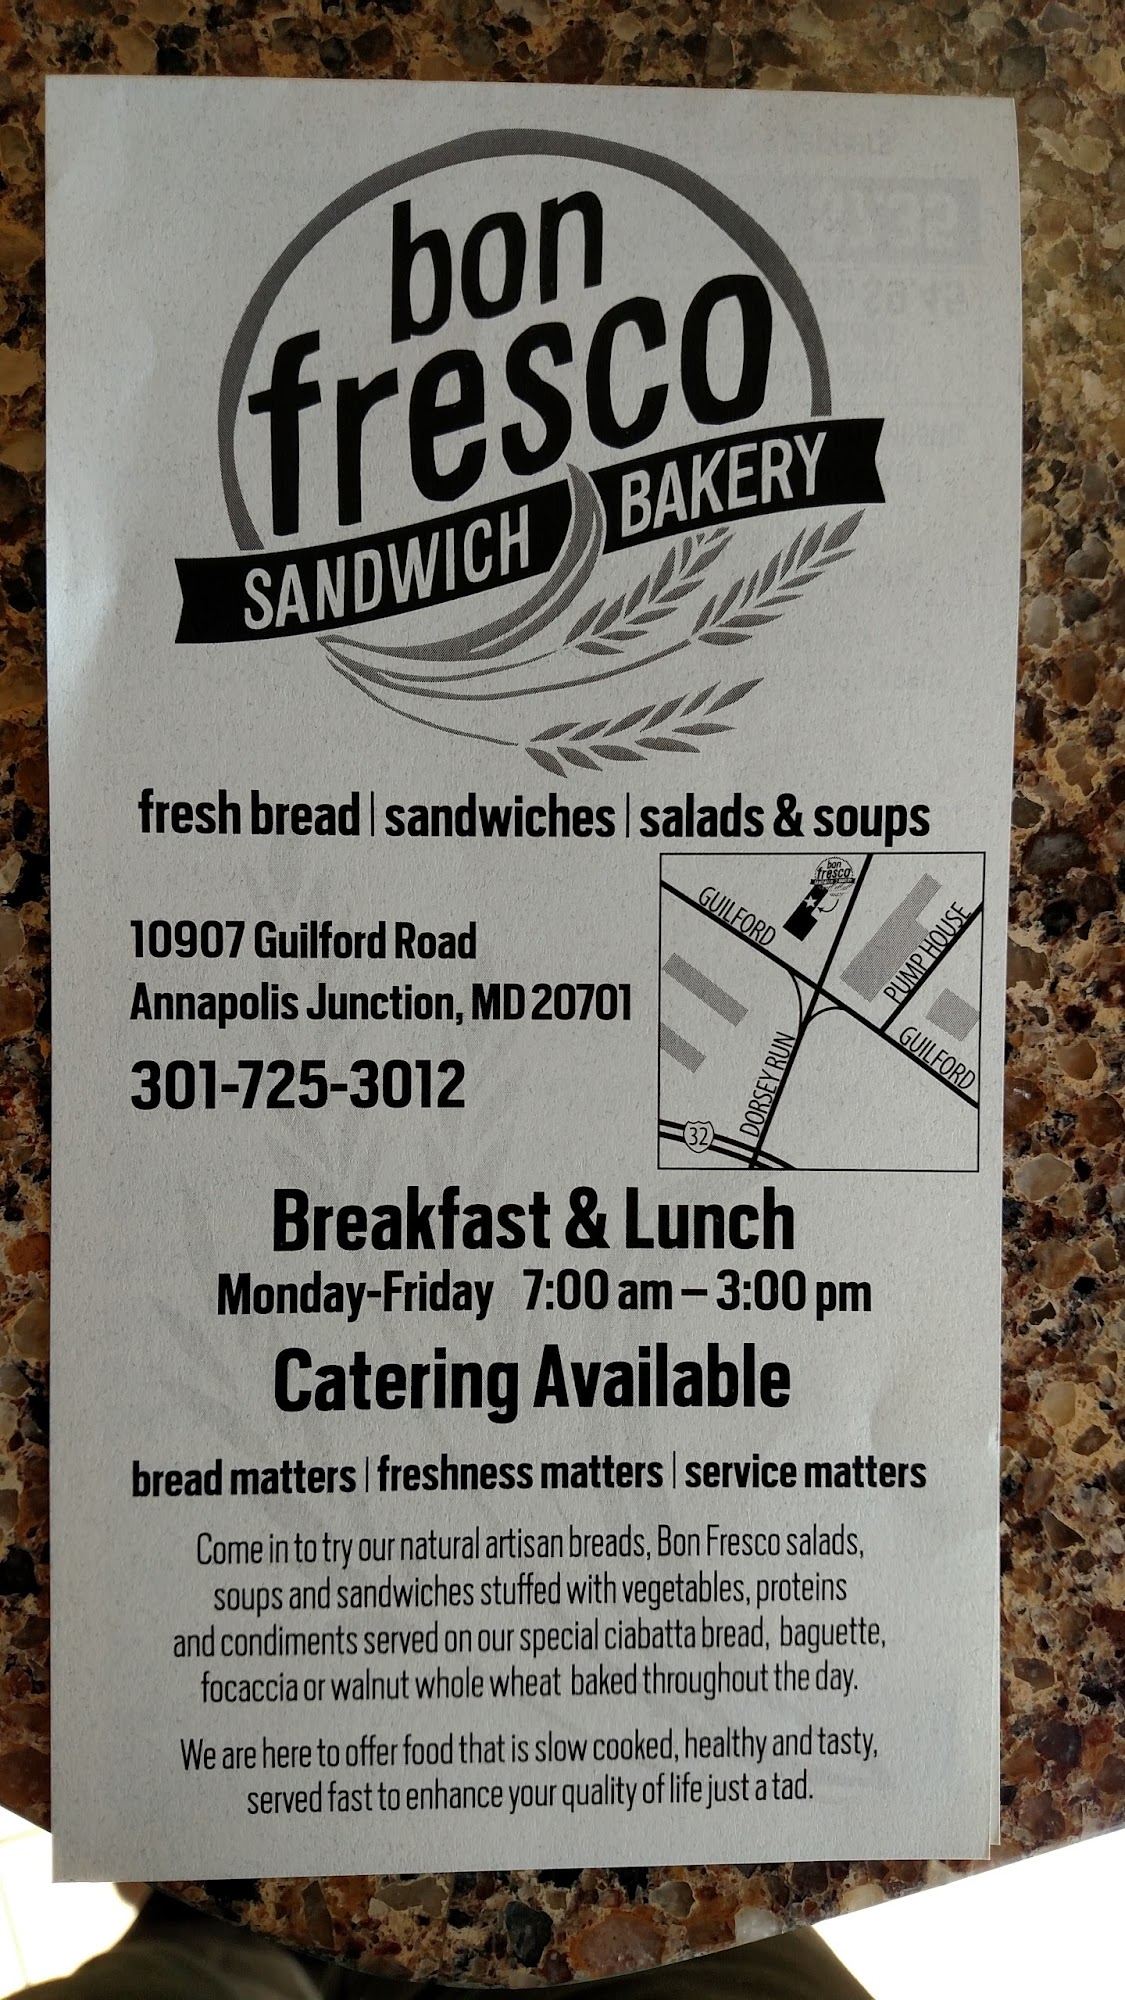 bon
fresco
SANDWICH BAKERY
fresh bread | sandwiches | salads & soups
10907 Guilford Road
Annapolis Junction, MD 20701
301-725-3012
bon
fresco
GUILFORD
PUMP HOUSE
GUILFORD
DORSEY RUN
32
Breakfast & Lunch
Monday-Friday 7:00 am – 3:00 pm
Catering Available
bread matters | freshness matters | service matters
Come in to try our natural artisan breads, Bon Fresco salads,
soups and sandwiches stuffed with vegetables, proteins
and condiments served on our special ciabatta bread, baguette,
focaccia or walnut whole wheat baked throughout the day.
We are here to offer food that is slow cooked, healthy and tasty,
served fast to enhance your quality of life just a tad.